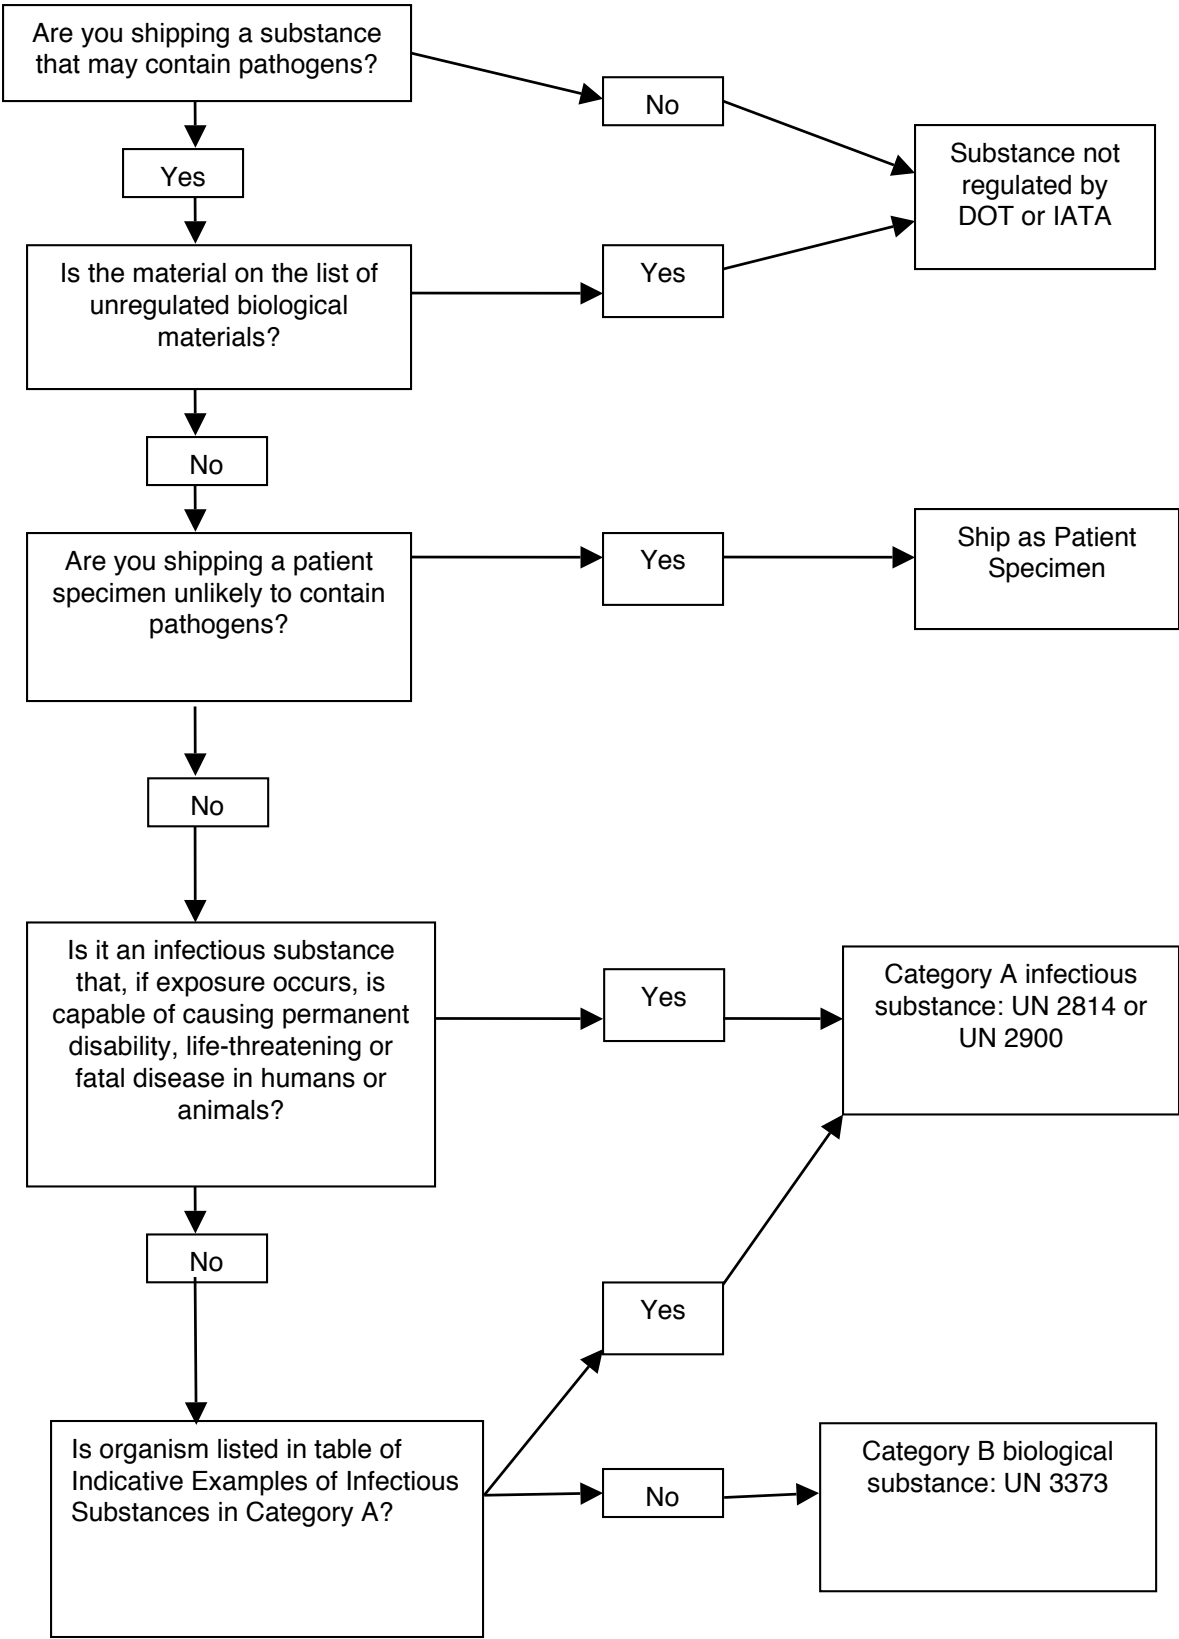 Are you shipping a substance
that may contain pathogens?
No
Substance not
regulated by
DOT or IATA
Yes
Is the material on the list of
unregulated biological
materials?
Yes
No
Are you shipping a patient
specimen unlikely to contain
pathogens?
Yes
Ship as Patient
Specimen
No
Is it an infectious substance
that, if exposure occurs, is
capable of causing permanent
disability, life-threatening or
fatal disease in humans or
animals?
Yes
Category A infectious
substance: UN 2814 or
UN 2900
No
Yes
Is organism listed in table of
Indicative Examples of Infectious
Substances in Category A?
No
Category B biological
substance: UN 3373